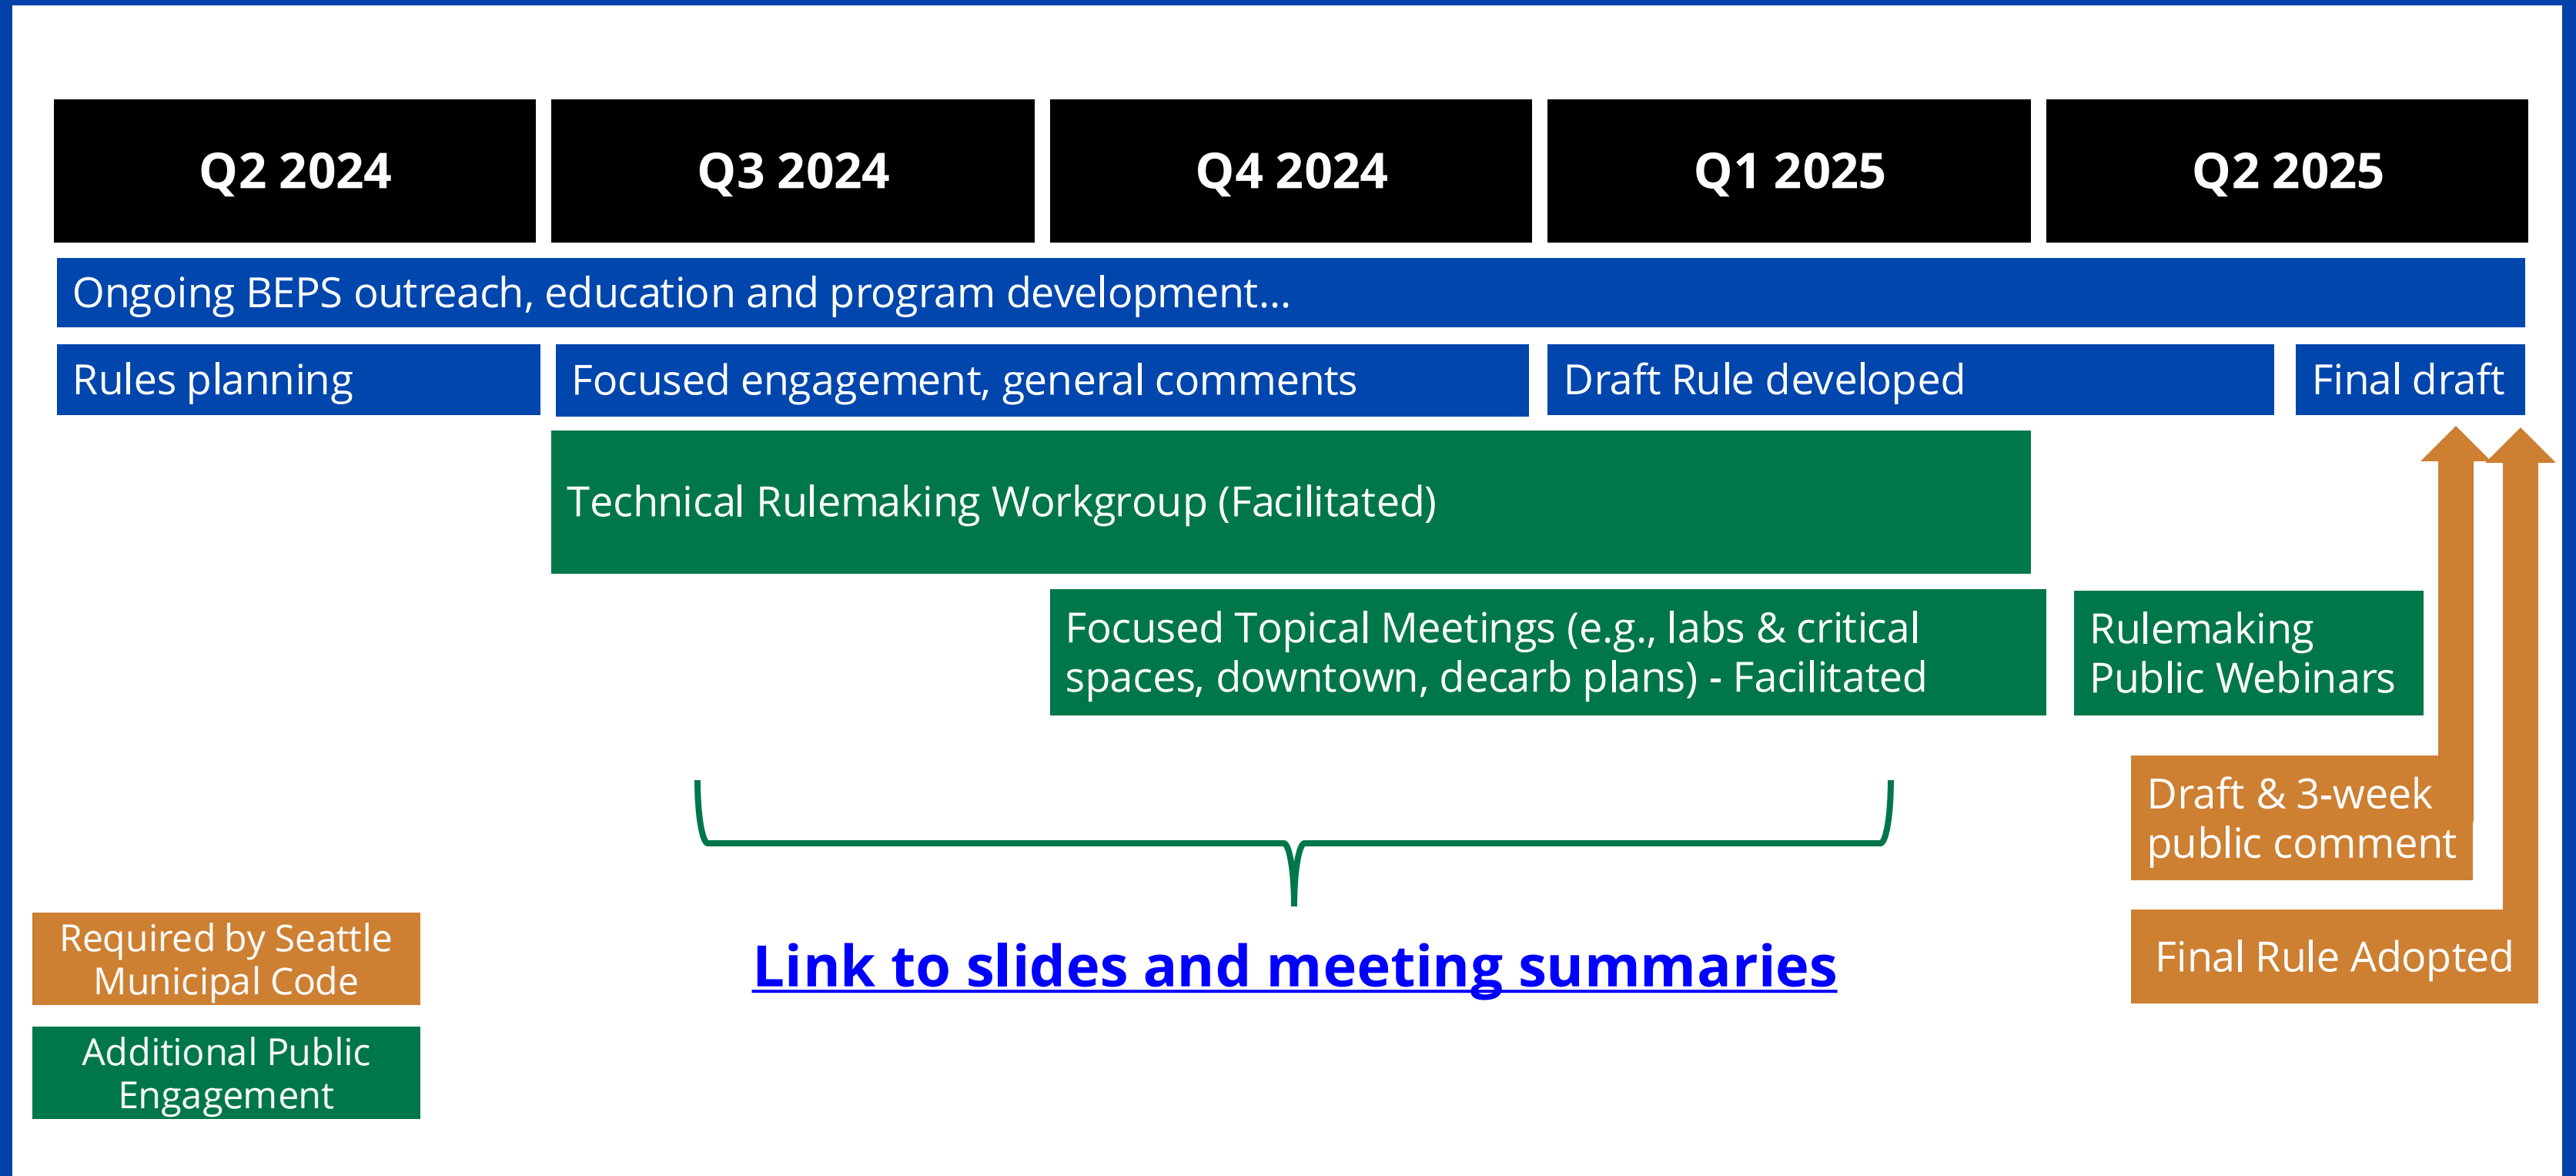 Q2 2024
Q3 2024
Q4 2024
Q1 2025
Q2 2025
Ongoing BEPS outreach, education and program development...
Rules planning
Focused engagement, general comments
Draft Rule developed
Final draft
Technical Rulemaking Workgroup (Facilitated)
Focused Topical Meetings (e.g., labs & critical
spaces, downtown, decarb plans) - Facilitated
Rulemaking
Public Webinars
Draft & 3-week
public comment
Final Rule Adopted
Link to slides and meeting summaries
Required by Seattle
Municipal Code
Additional Public
Engagement